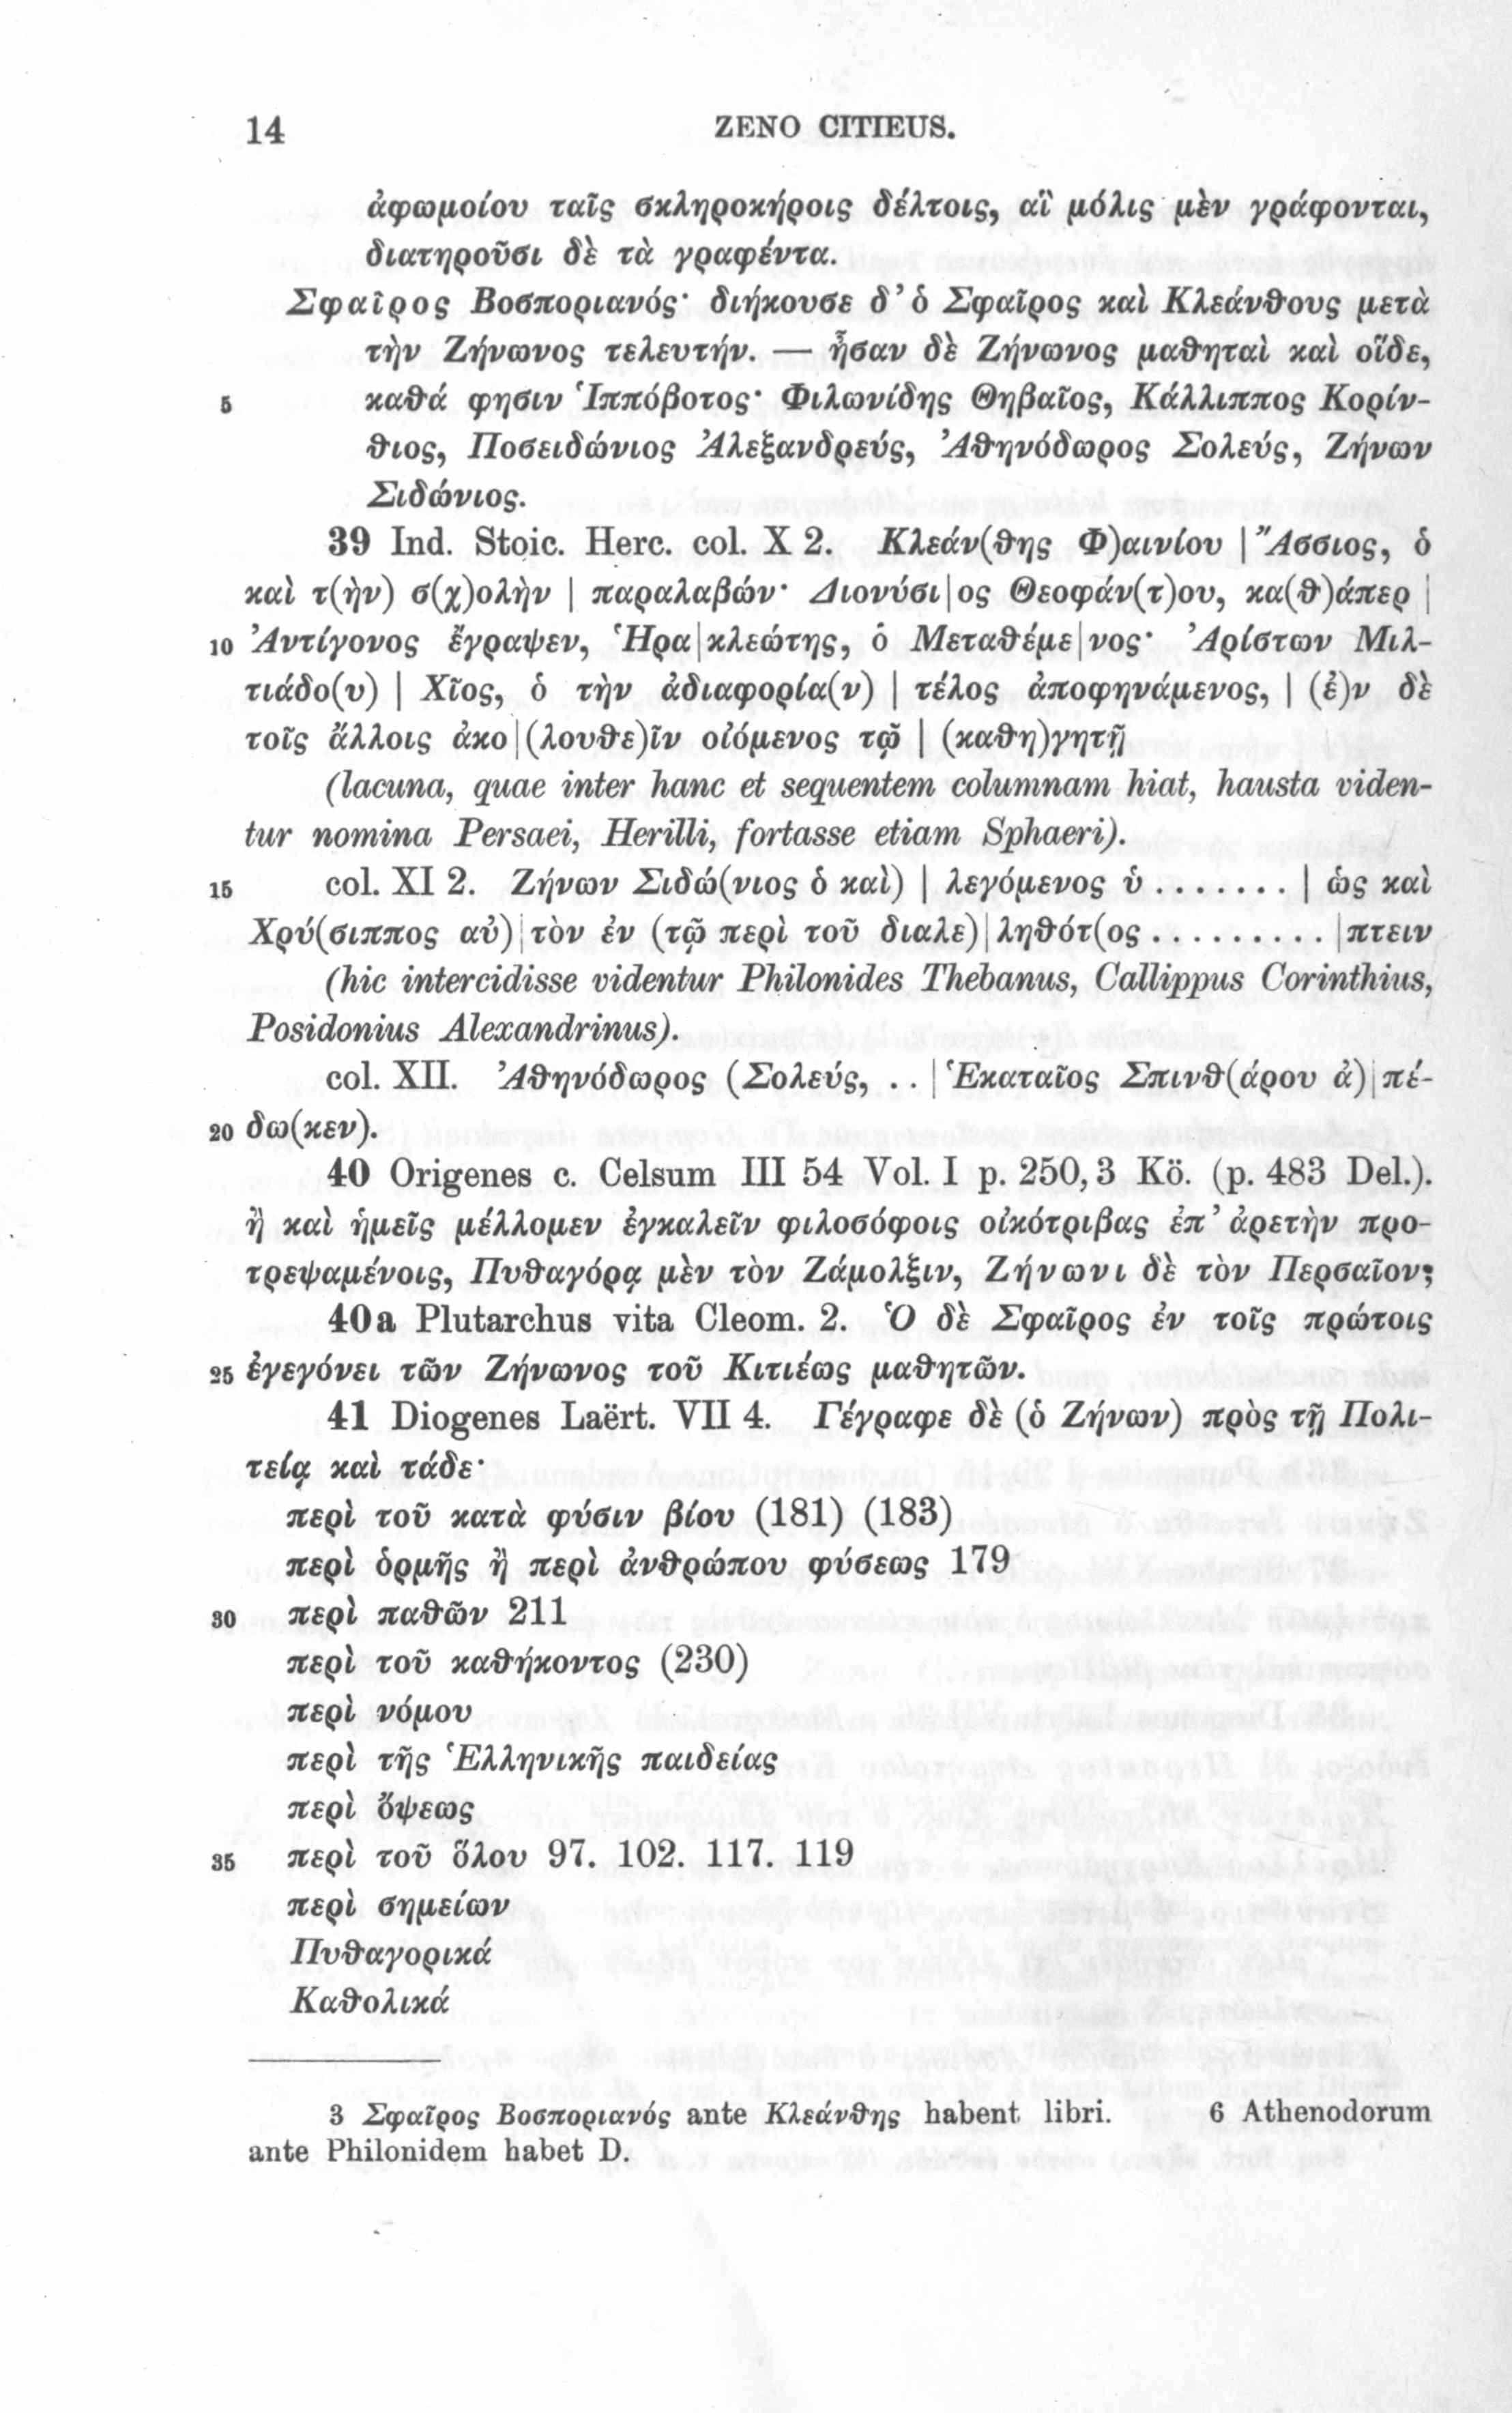 14
ZENO CITIEUS.
ἀφωμοίου ταῖς σκληροκήροις δέλτοις, αἳ μόλις μὲν γράφονται,
διατηροῦσι δὲ τὰ γραφέντα.
Σφαῖρος Βοσποριανός· διήκουσε δ’ ὁ Σφαῖρος καὶ Κλεάνθους μετὰ
τὴν Ζήνωνος τελευτήν. — ἦσαν δὲ Ζήνωνος μαθηταὶ καὶ οἵδε,
5 καθά φησιν Ἱππόβοτος· Φιλωνίδης Θηβαῖος, Κάλλιππος Κορίν-
θιος, Ποσειδώνιος Ἀλεξανδρεύς, Ἀθηνόδωρος Σολεύς, Ζήνων
Σιδώνιος.
39 Ind. Stoic. Herc. col. X 2. Κλεάν(θης Φ)αινίου | Ἄσσιος, ὁ
καὶ τ(ὴν) σ(χ)ολὴν | παραλαβών· Διονύσι|ος Θεοφάν(τ)ου, κα(θ)άπερ |
10 Ἀντίγονος ἔγραψεν, Ἡρα|κλεώτης, ὁ Μεταθέμε|νος· Ἀρίστων Μιλ-
τιάδο(υ) | Χῖος, ὁ τὴν ἀδιαφορία(ν) | τέλος ἀποφηνάμενος, | (ἐ)ν δὲ
τοῖς ἄλλοις ἀκο|(λουθε)ῖν οἰόμενος τῷ | (καθη)γητῇ
(lacuna, quae inter hanc et sequentem columnam hiat, hausta viden-
tur nomina Persaei, Herilli, fortasse etiam Sphaeri).
15 col. XI 2. Ζήνων Σιδώ(νιος ὁ καὶ) | λεγόμενος ὑ ....... | ὡς καὶ
Χρύ(σιππος αὐ)|τὸν ἐν (τῷ περὶ τοῦ διαλε)|ληθότ(ος ......... |πτειν
(hic intercidisse videntur Philonides Thebanus, Callippus Corinthius,
Posidonius Alexandrinus).
col. XII. Ἀθηνόδωρος (Σολεύς, .. | Ἑκαταῖος Σπινθ(άρου ἀ)|πέ-
20 δω(κεν).
40 Origenes c. Celsum III 54 Vol. I p. 250, 3 Kö. (p. 483 Del.).
ἢ καὶ ἡμεῖς μέλλομεν ἐγκαλεῖν φιλοσόφοις οἰκότριβας ἐπ’ ἀρετὴν προ-
τρεψαμένοις, Πυθαγόρᾳ μὲν τὸν Ζάμολξιν, Ζήνωνι δὲ τὸν Περσαῖον;
40a Plutarchus vita Cleom. 2. Ὁ δὲ Σφαῖρος ἐν τοῖς πρώτοις
25 ἐγεγόνει τῶν Ζήνωνος τοῦ Κιτιέως μαθητῶν.
41 Diogenes Laërt. VII 4. Γέγραφε δὲ (ὁ Ζήνων) πρὸς τῇ Πολι-
τείᾳ καὶ τάδε·
περὶ τοῦ κατὰ φύσιν βίου (181) (183)
περὶ ὁρμῆς ἢ περὶ ἀνθρώπου φύσεως 179
30 περὶ παθῶν 211
περὶ τοῦ καθήκοντος (230)
περὶ νόμου
περὶ τῆς Ἑλληνικῆς παιδείας
περὶ ὄψεως
35 περὶ τοῦ ὅλου 97. 102. 117. 119
περὶ σημείων
Πυθαγορικά
Καθολικά
3 Σφαῖρος Βοσποριανός ante Κλεάνθης habent libri. 6 Athenodorum
ante Philonidem habet D.